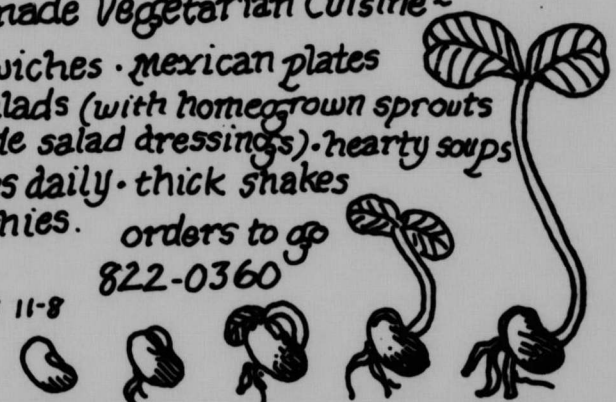 made Vegetarian Cuisine~
wiches · Mexican plates
lads (with homegrown sprouts
de salad dressings) · hearty soups
s daily · thick shakes
nies.
orders to go
822-0360
11-8